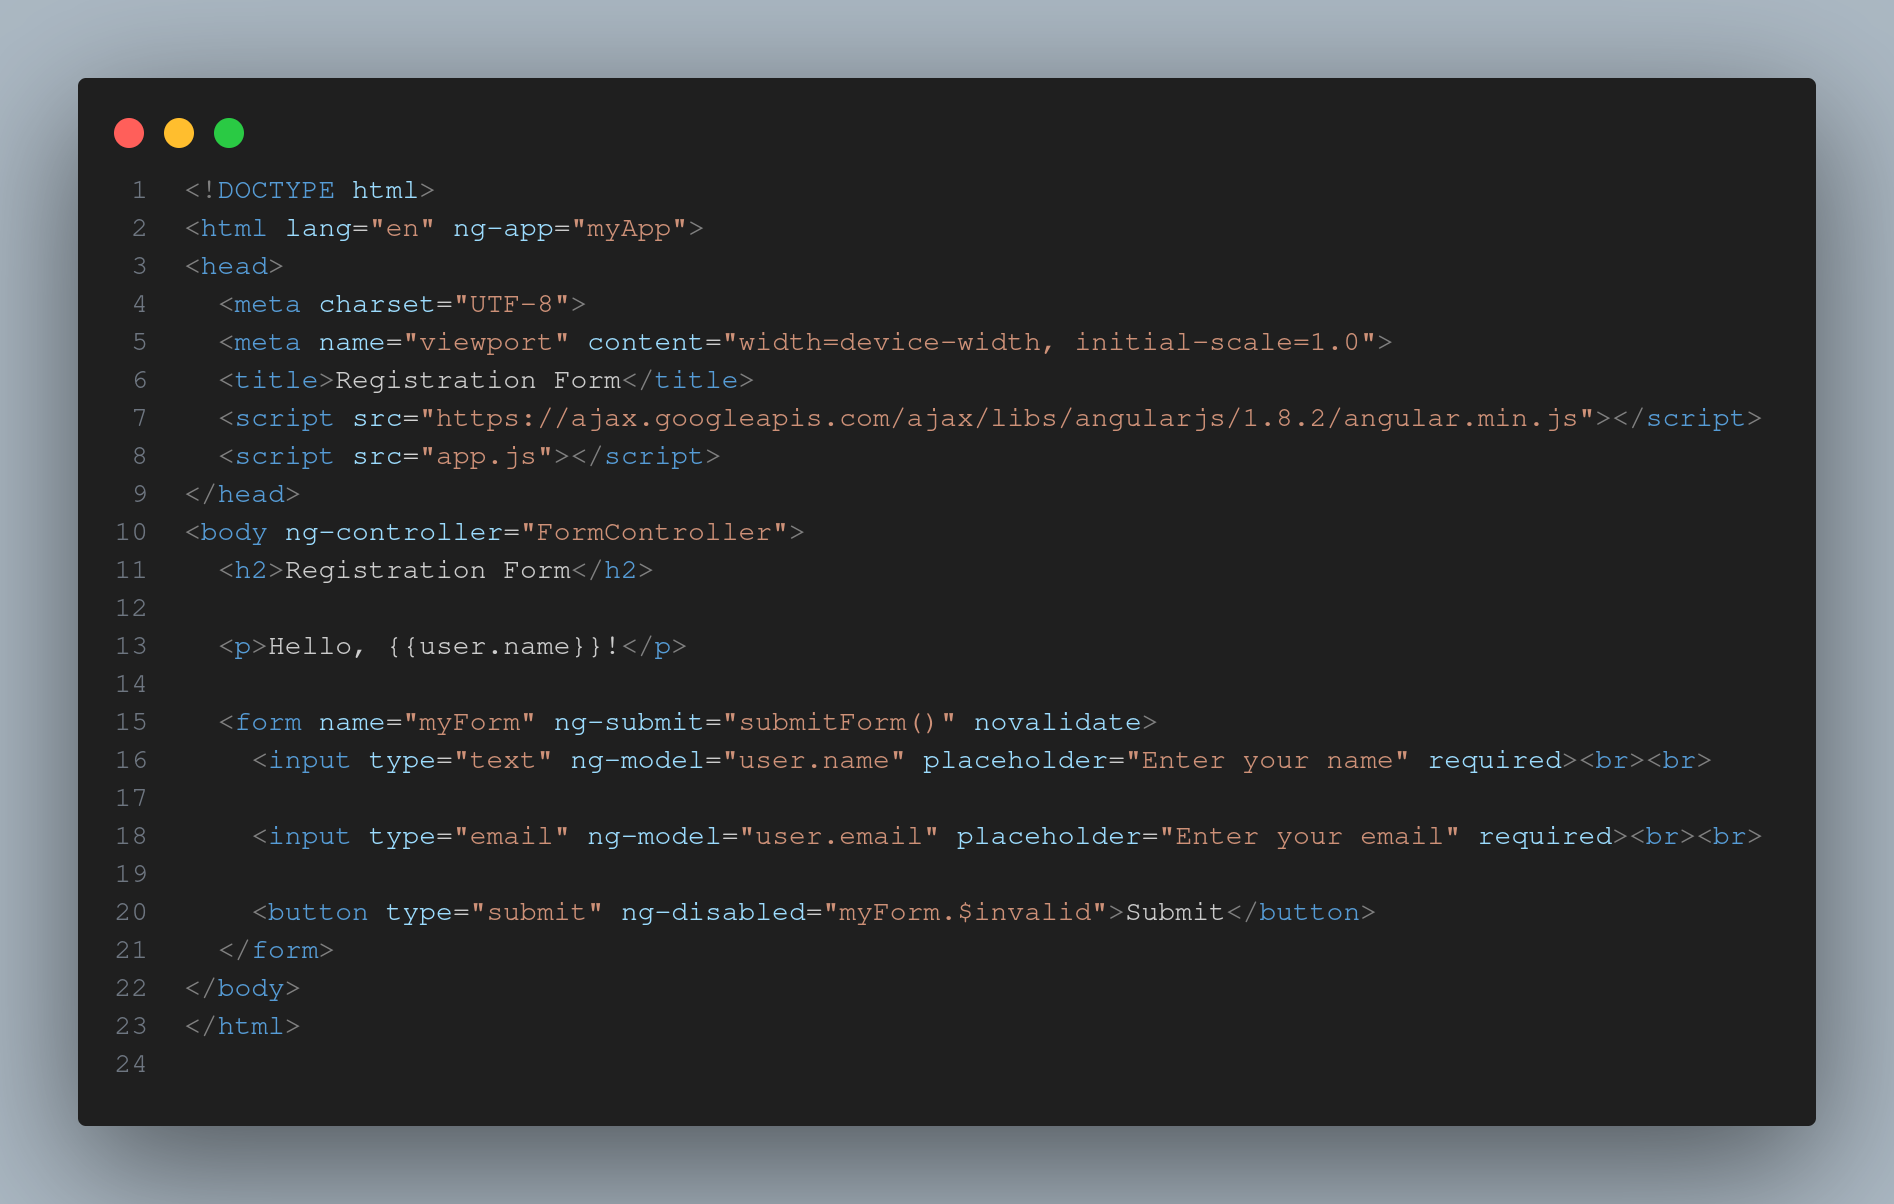 1 <!DOCTYPE html>
2 <html lang="en" ng-app="myApp">
3 <head>
4   <meta charset="UTF-8">
5   <meta name="viewport" content="width=device-width, initial-scale=1.0">
6   <title>Registration Form</title>
7   <script src="https://ajax.googleapis.com/ajax/libs/angularjs/1.8.2/angular.min.js"></script>
8   <script src="app.js"></script>
9 </head>
10 <body ng-controller="FormController">
11   <h2>Registration Form</h2>
12
13   <p>Hello, {{user.name}}!</p>
14
15   <form name="myForm" ng-submit="submitForm()" novalidate>
16     <input type="text" ng-model="user.name" placeholder="Enter your name" required><br><br>
17
18     <input type="email" ng-model="user.email" placeholder="Enter your email" required><br><br>
19
20     <button type="submit" ng-disabled="myForm.$invalid">Submit</button>
21   </form>
22 </body>
23 </html>
24